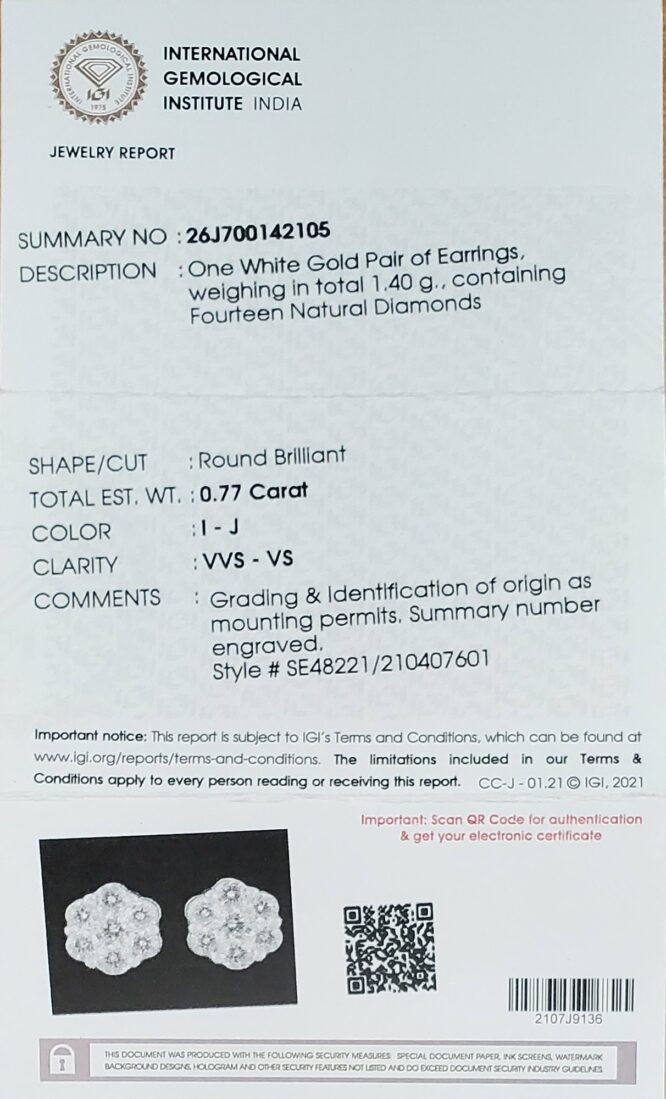 INTERNATIONAL GEMOLOGICAL INSTITUTE
IGI
1975
INTERNATIONAL
GEMOLOGICAL
INSTITUTE INDIA
JEWELRY REPORT
SUMMARY NO : 26J700142105
DESCRIPTION : One White Gold Pair of Earrings,
weighing in total 1.40 g., containing
Fourteen Natural Diamonds
SHAPE/CUT : Round Brilliant
TOTAL EST. WT. : 0.77 Carat
COLOR : I - J
CLARITY : VVS - VS
COMMENTS : Grading & Identification of origin as
mounting permits. Summary number
engraved.
Style # SE48221/210407601
Important notice: This report is subject to IGI's Terms and Conditions, which can be found at
www.igi.org/reports/terms-and-conditions. The limitations included in our Terms &
Conditions apply to every person reading or receiving this report. CC-J - 01.21 © IGI, 2021
Important: Scan QR Code for authentication
& get your electronic certificate
2107J9136
THIS DOCUMENT WAS PRODUCED WITH THE FOLLOWING SECURITY MEASURES: SPECIAL DOCUMENT PAPER, INK SCREENS, WATERMARK
BACKGROUND DESIGNS, HOLOGRAM AND OTHER SECURITY FEATURES NOT LISTED AND DO EXCEED DOCUMENT SECURITY INDUSTRY GUIDELINES.